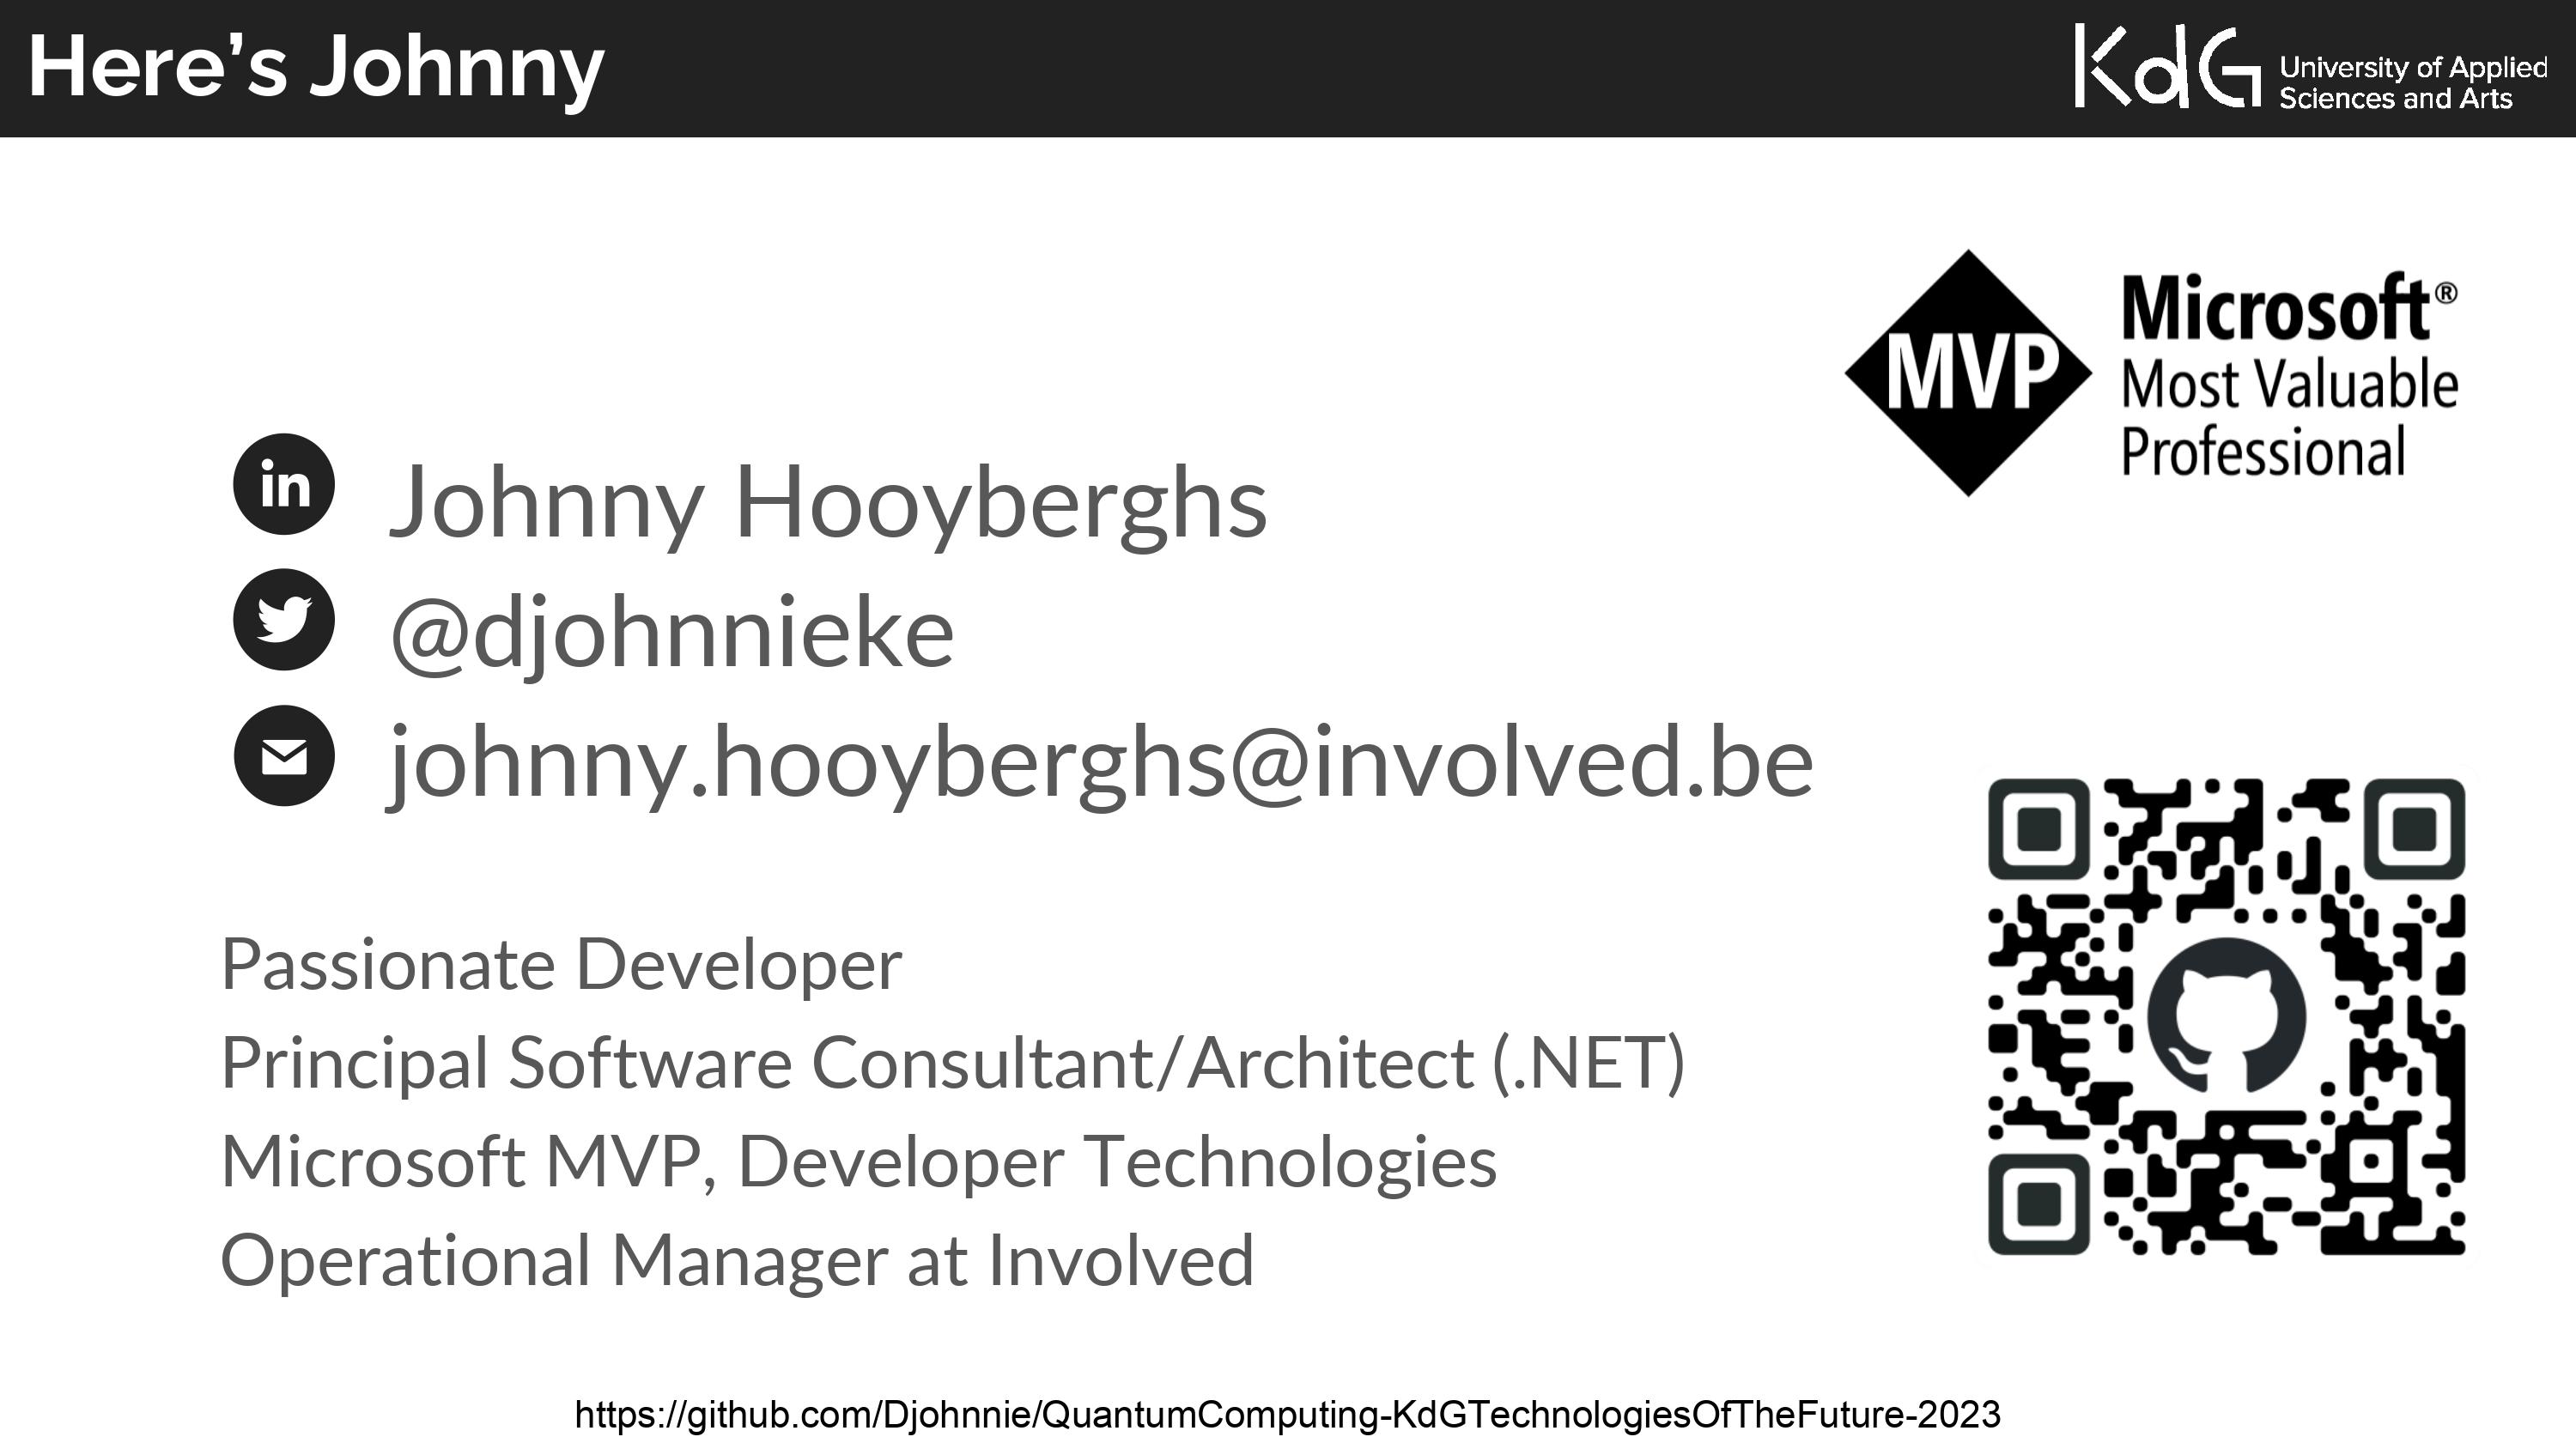 Here’s Johnny
KdG University of Applied
Sciences and Arts
MVP
Microsoft®
Most Valuable
Professional
in
Johnny Hooyberghs
@djohnnieke
johnny.hooyberghs@involved.be
Passionate Developer
Principal Software Consultant/Architect (.NET)
Microsoft MVP, Developer Technologies
Operational Manager at Involved
https://github.com/Djohnnie/QuantumComputing-KdGTechnologiesOfTheFuture-2023